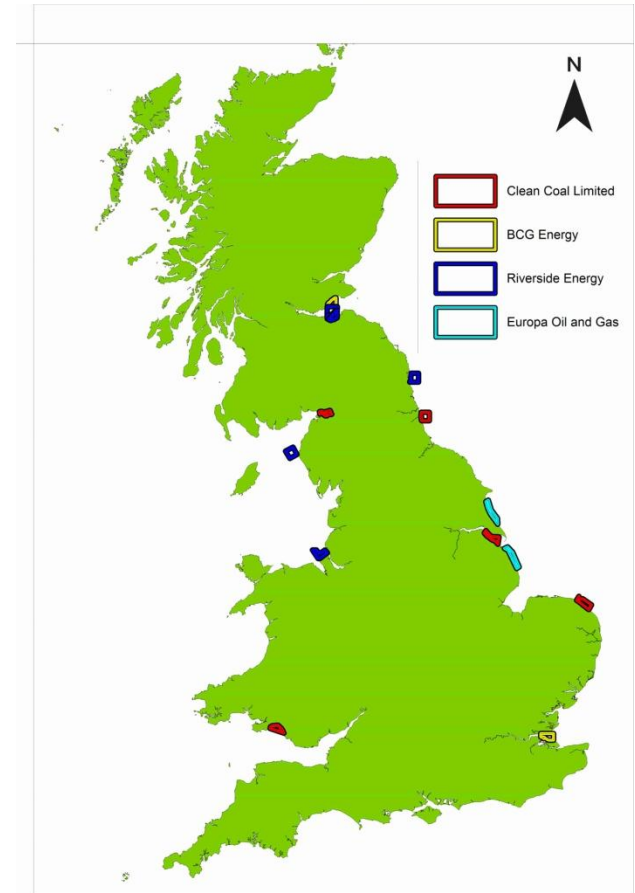 N
Clean Coal Limited
BCG Energy
Riverside Energy
Europa Oil and Gas